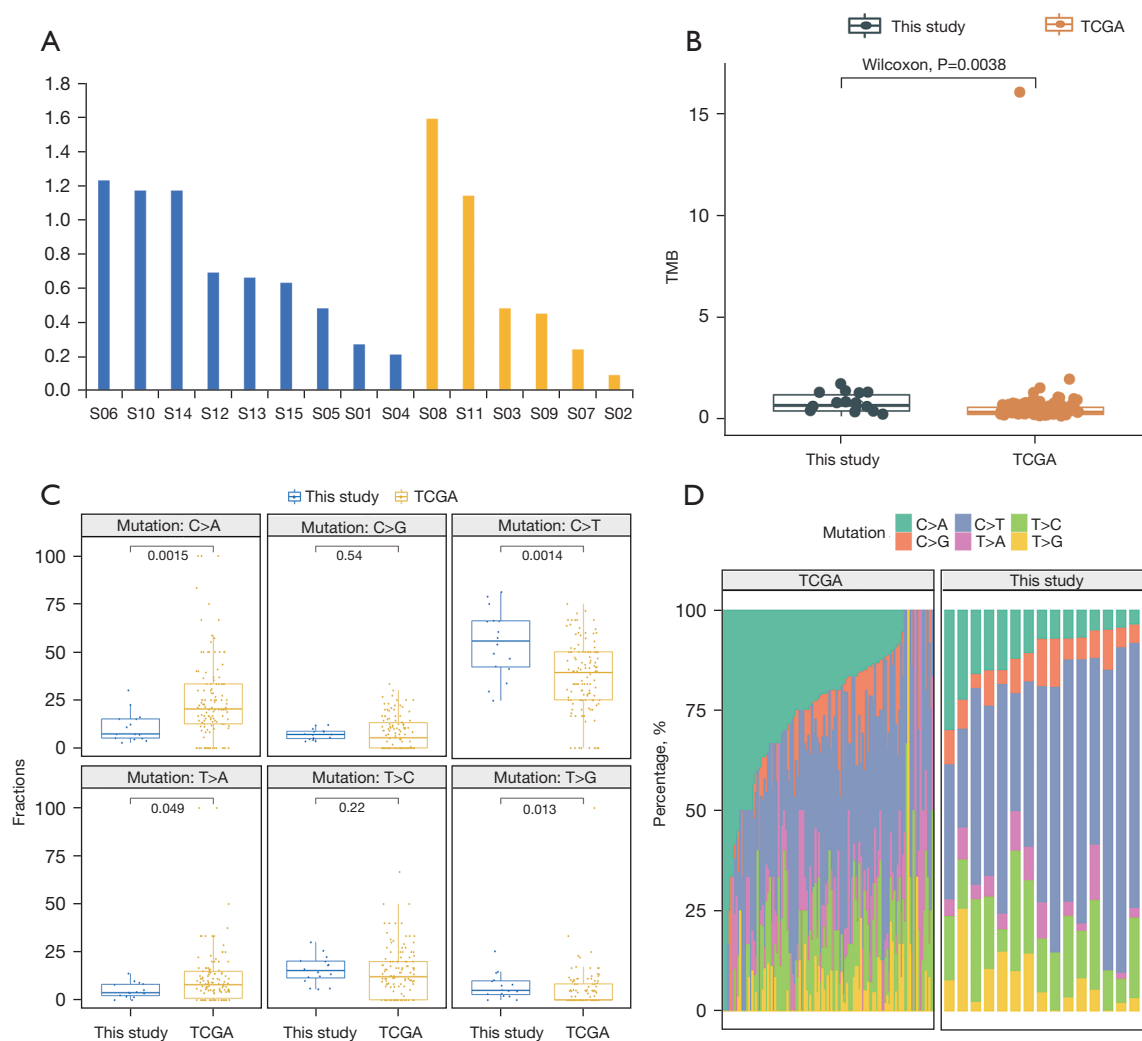 A
1.8
1.6
1.4
1.2
1.0
0.8
0.6
0.4
0.2
0.0
S06 S10 S14 S12 S13 S15 S05 S01 S04 S08 S11 S03 S09 S07 S02
B
This study TCGA
Wilcoxon, P=0.0038
TMB
15
10
5
0
This study TCGA
C
This study TCGA
Fractions
Mutation: C>A Mutation: C>G Mutation: C>T
0.0015 0.54 0.0014
100
75
50
25
0
Mutation: T>A Mutation: T>C Mutation: T>G
0.049 0.22 0.013
100
75
50
25
0
This study TCGA This study TCGA This study TCGA
D
Mutation
C>A C>T T>C
C>G T>A T>G
TCGA This study
Percentage, %
100
75
50
25
0